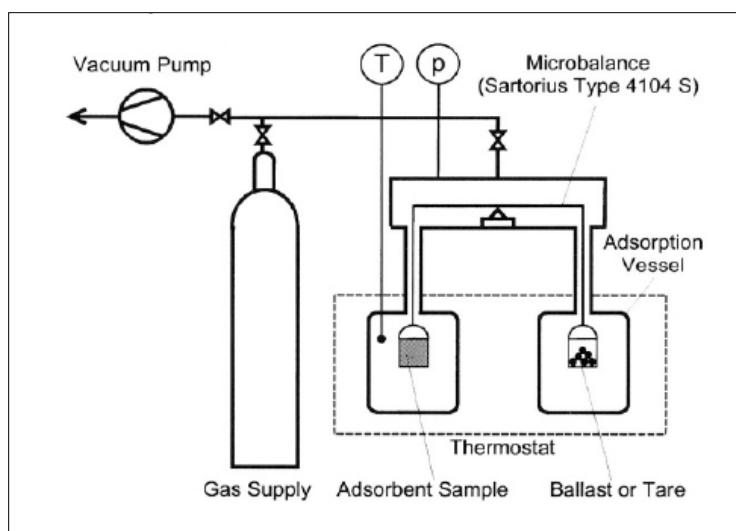 Vacuum Pump
T
p
Microbalance
(Sartorius Type 4104 S)
Adsorption
Vessel
Thermostat
Gas Supply
Adsorbent Sample
Ballast or Tare